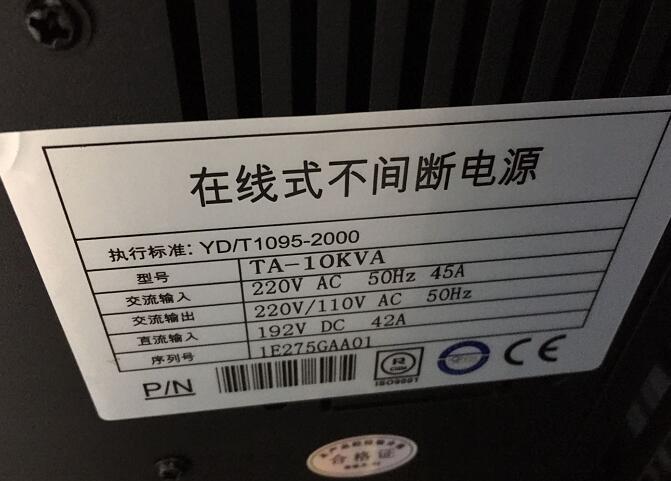 在线式不间断电源
执行标准: YD/T1095-2000
型号 TA-10KVA
交流输入 220V AC 50Hz 45A
交流输出 220V/110V AC 50Hz
直流输入 192V DC 42A
序列号 1E275GAA01
P/N
R
ISO9001
CE
合格证